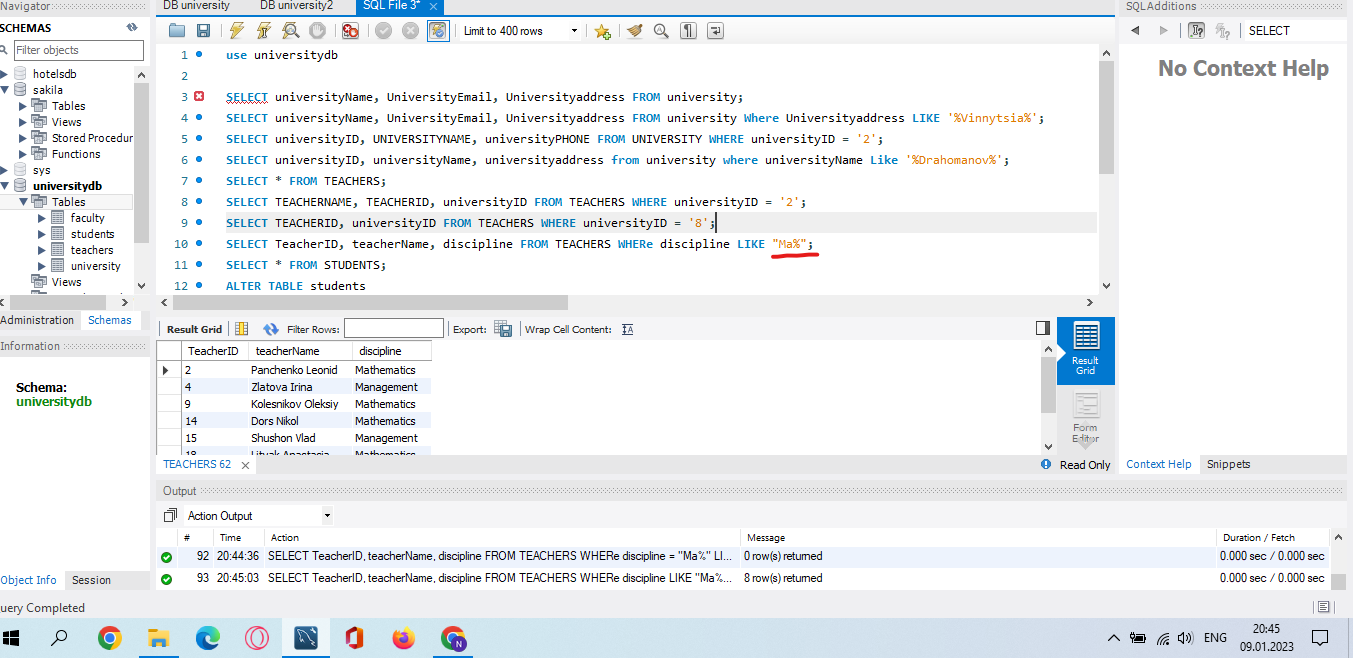 Navigator
DB university
DB university2
SQL File 3*
SQLAdditions
SCHEMAS
Filter objects
hotelsdb
sakila
Tables
Views
Stored Procedur
Functions
sys
universitydb
Tables
faculty
students
teachers
university
Views
Administration Schemas
Information
Schema:
universitydb
Object Info Session
Limit to 400 rows
1 use universitydb
2
3 SELECT universityName, UniversityEmail, Universityaddress FROM university;
4 SELECT universityName, UniversityEmail, Universityaddress FROM university Where Universityaddress LIKE '%Vinnytsia%';
5 SELECT universityID, UNIVERSITYNAME, universityPHONE FROM UNIVERSITY WHERE universityID = '2';
6 SELECT universityID, universityName, universityaddress from university where universityName Like '%Drahomanov%';
7 SELECT * FROM TEACHERS;
8 SELECT TEACHERNAME, TEACHERID, universityID FROM TEACHERS WHERE universityID = '2';
9 SELECT TEACHERID, universityID FROM TEACHERS WHERE universityID = '8';
10 SELECT TeacherID, teacherName, discipline FROM TEACHERS WHERe discipline LIKE "Ma%";
11 SELECT * FROM STUDENTS;
12 ALTER TABLE students
Result Grid Filter Rows: Export: Wrap Cell Content:
TeacherID teacherName discipline
2 Panchenko Leonid Mathematics
4 Zlatova Irina Management
9 Kolesnikov Oleksiy Mathematics
14 Dors Nikol Mathematics
15 Shushon Vlad Management
Result
Grid
Form
Editor
TEACHERS 62
Read Only
SELECT
No Context Help
Context Help Snippets
Output
Action Output
# Time Action Message Duration / Fetch
92 20:44:36 SELECT TeacherID, teacherName, discipline FROM TEACHERS WHERe discipline = "Ma%" LI... 0 row(s) returned 0.000 sec / 0.000 sec
93 20:45:03 SELECT TeacherID, teacherName, discipline FROM TEACHERS WHERe discipline LIKE "Ma%... 8 row(s) returned 0.000 sec / 0.000 sec
uery Completed
N
ENG
20:45
09.01.2023